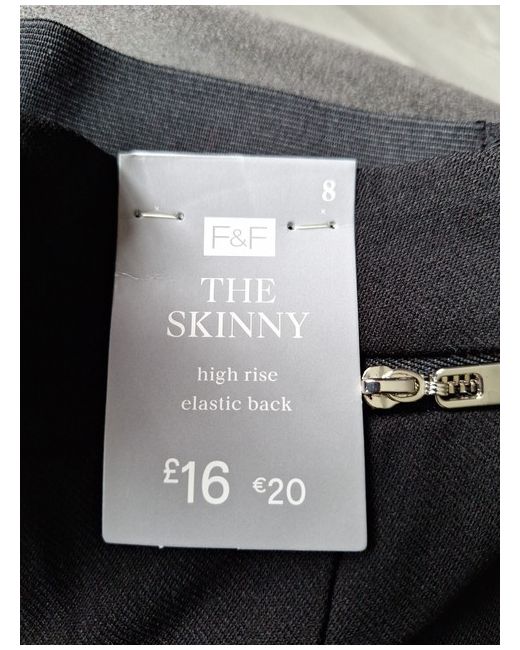 8
F&F
THE
SKINNY
high rise
elastic back
£16 €20